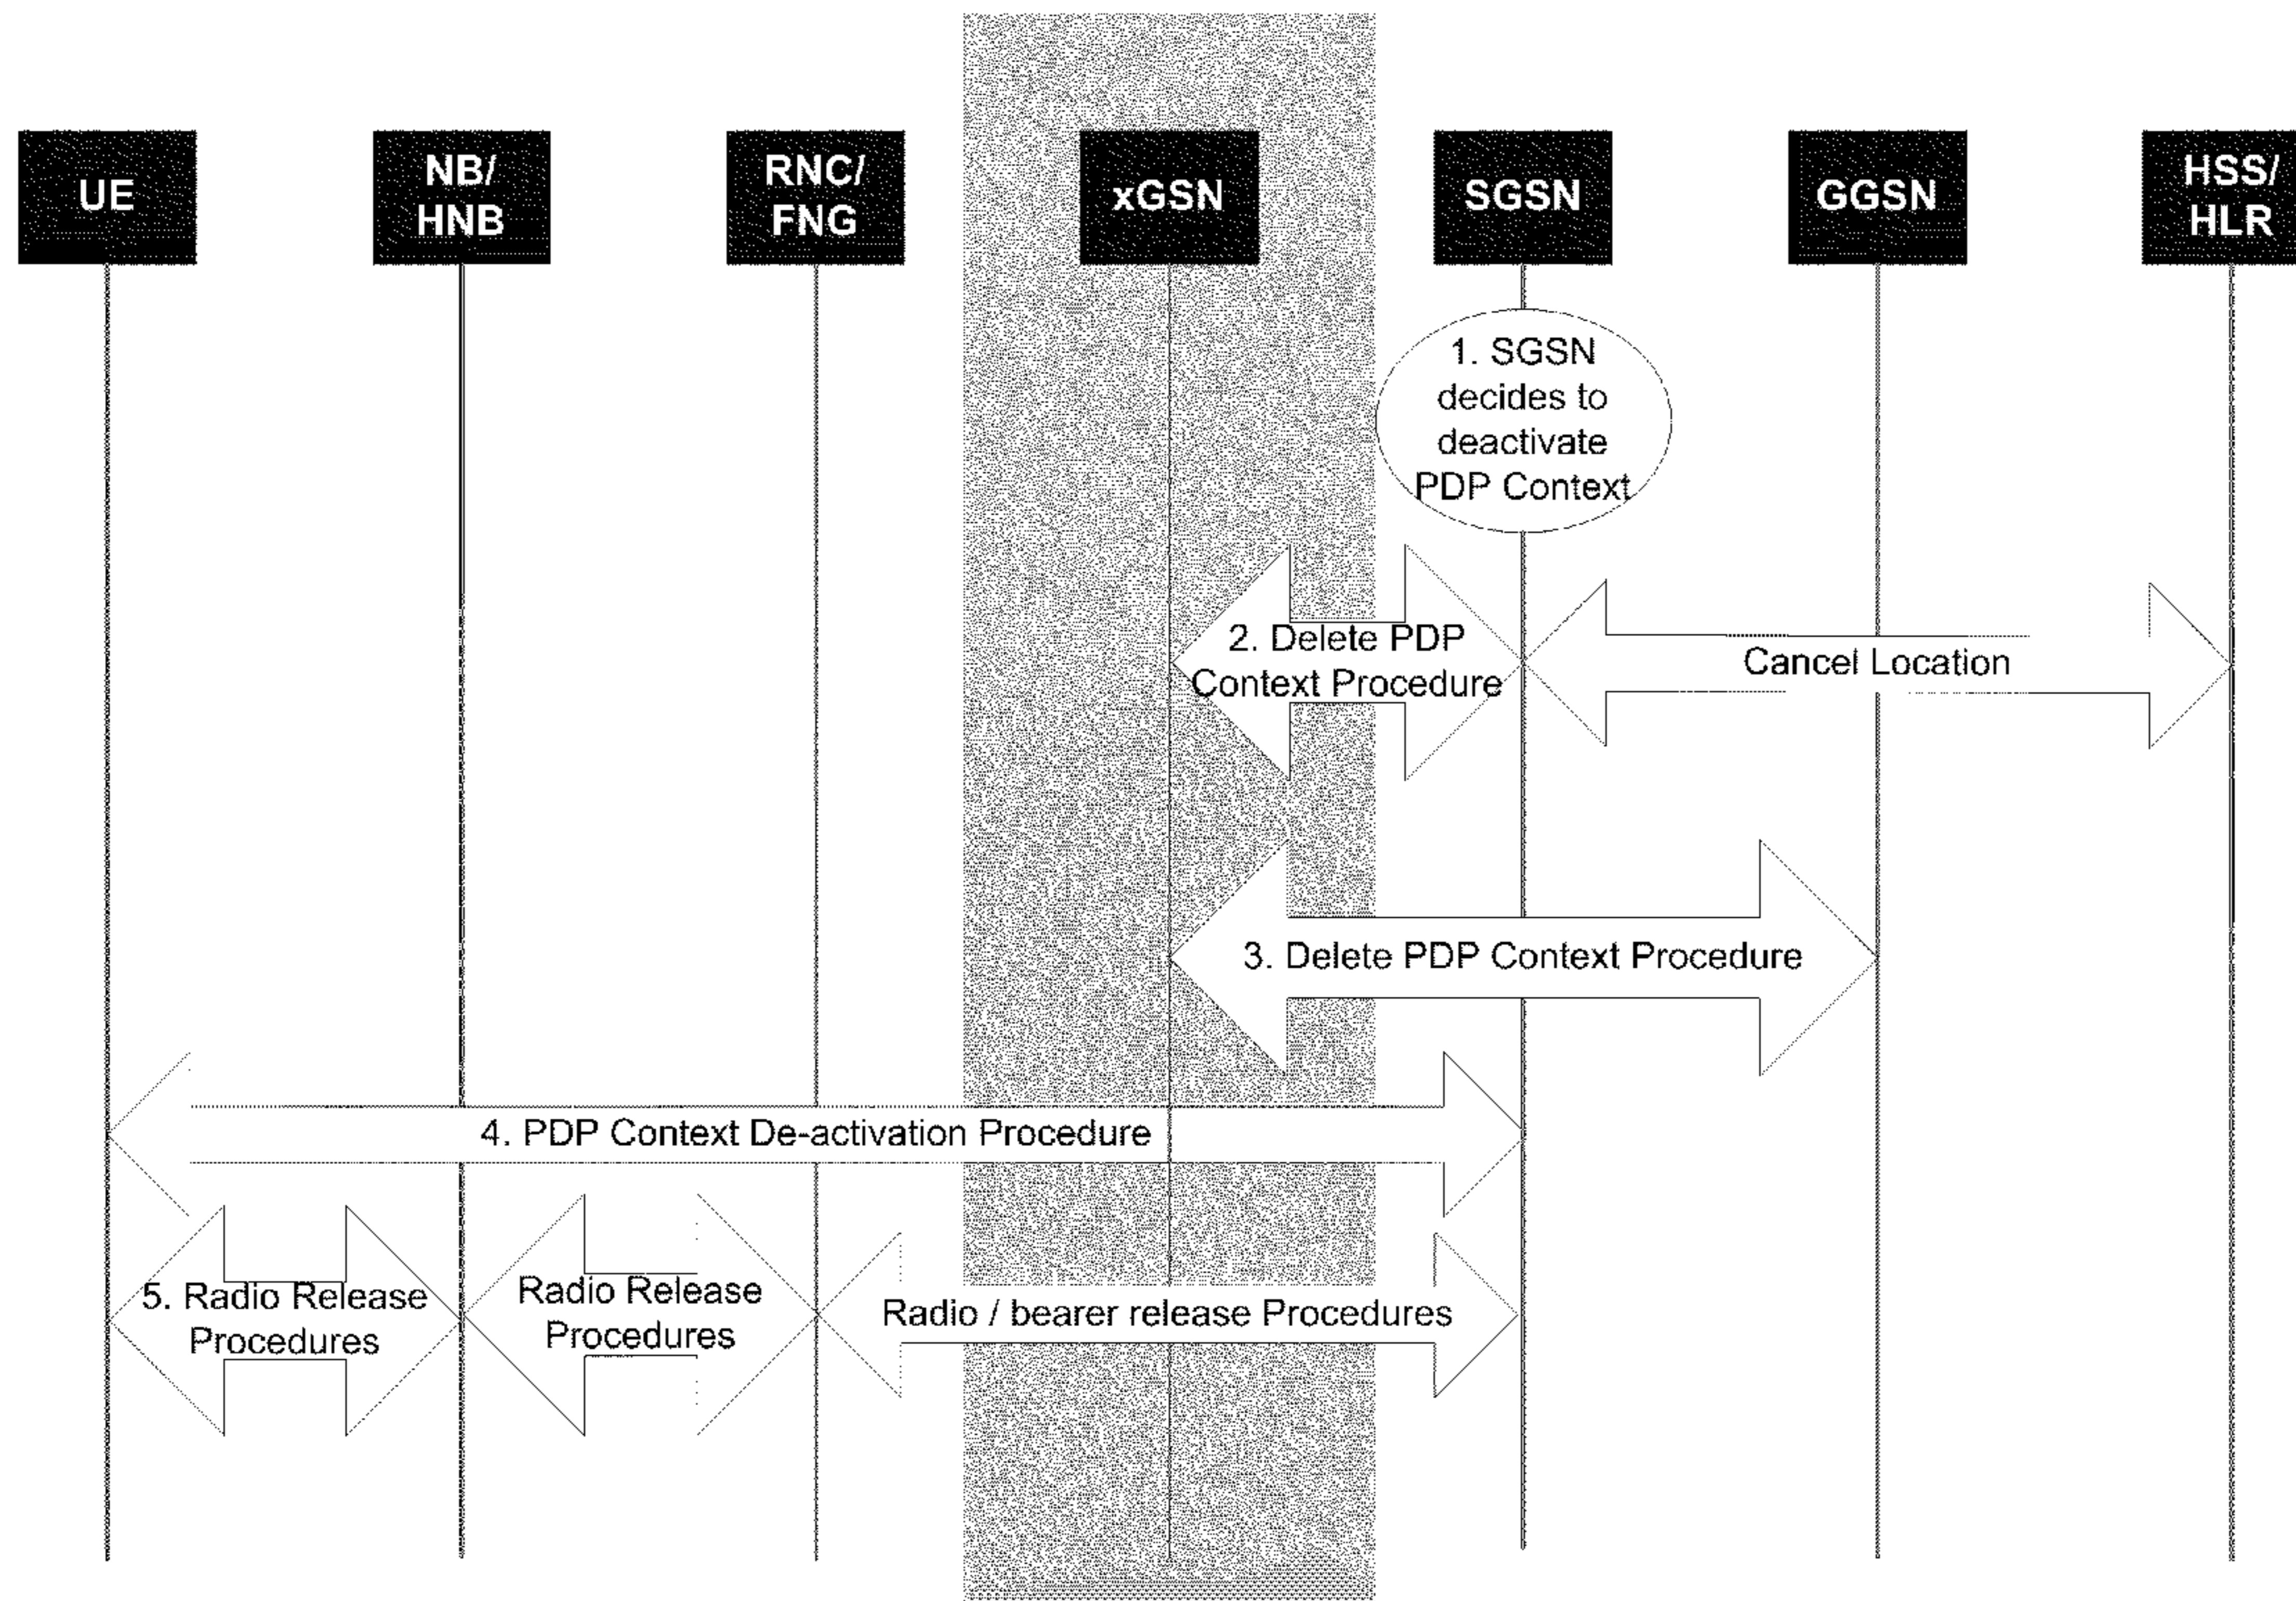 UE
NB/
HNB
RNC/
FNG
xGSN
SGSN
GGSN
HSS/
HLR
1. SGSN
decides to
deactivate
PDP Context
2. Delete PDP
Context Procedure
Cancel Location
3. Delete PDP Context Procedure
4. PDP Context De-activation Procedure
5. Radio Release
Procedures
Radio Release
Procedures
Radio / bearer release Procedures